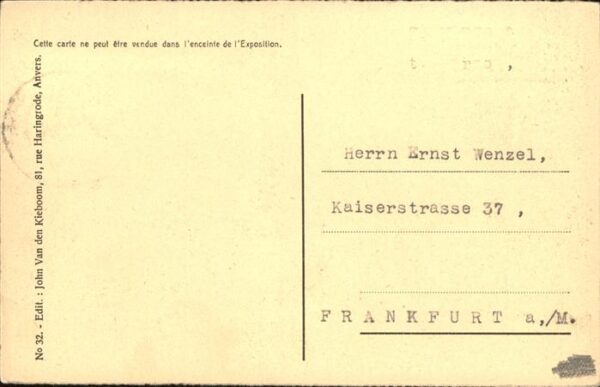 Cette carte ne peut être vendue dans l'enceinte de l'Exposition.
No 32. - Edit. : John Van den Kieboom, 81, rue Haringrode, Anvers.
Herrn Ernst Wenzel,
Kaiserstrasse 37 ,
FRANKFURT a,/M.